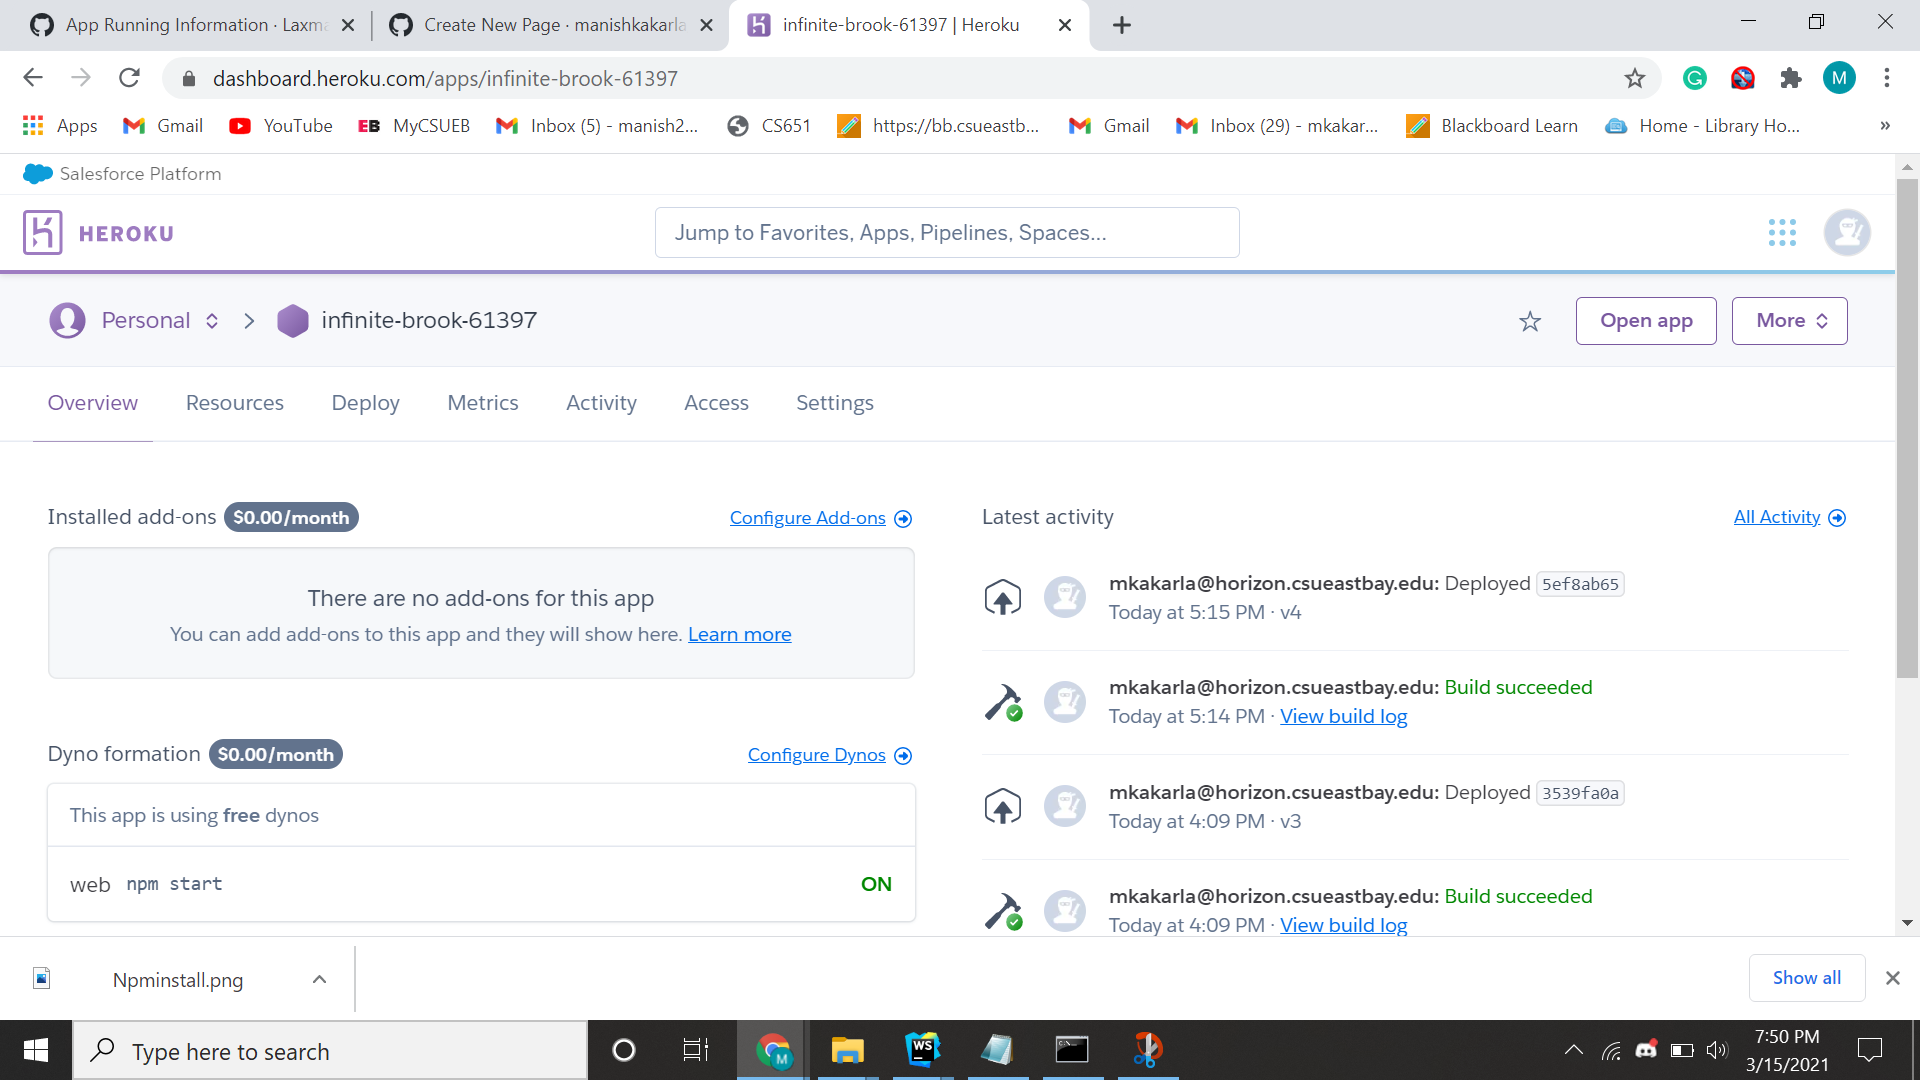 App Running Information · Laxma
Create New Page · manishkakarla
infinite-brook-61397 | Heroku
dashboard.heroku.com/apps/infinite-brook-61397
M
Apps
Gmail
YouTube
EB MyCSUEB
Inbox (5) - manish2...
CS651
https://bb.csueastb...
Gmail
Inbox (29) - mkakar...
Blackboard Learn
Home - Library Ho...
»
Salesforce Platform
HEROKU
Jump to Favorites, Apps, Pipelines, Spaces...
Personal
infinite-brook-61397
Open app
More
Overview
Resources
Deploy
Metrics
Activity
Access
Settings
Installed add-ons $0.00/month
Configure Add-ons
There are no add-ons for this app
You can add add-ons to this app and they will show here. Learn more
Dyno formation $0.00/month
Configure Dynos
This app is using free dynos
web npm start
ON
Latest activity
All Activity
mkakarla@horizon.csueastbay.edu: Deployed 5ef8ab65
Today at 5:15 PM · v4
mkakarla@horizon.csueastbay.edu: Build succeeded
Today at 5:14 PM · View build log
mkakarla@horizon.csueastbay.edu: Deployed 3539fa0a
Today at 4:09 PM · v3
mkakarla@horizon.csueastbay.edu: Build succeeded
Today at 4:09 PM · View build log
Npminstall.png
Show all
Type here to search
M
WS
7:50 PM
3/15/2021